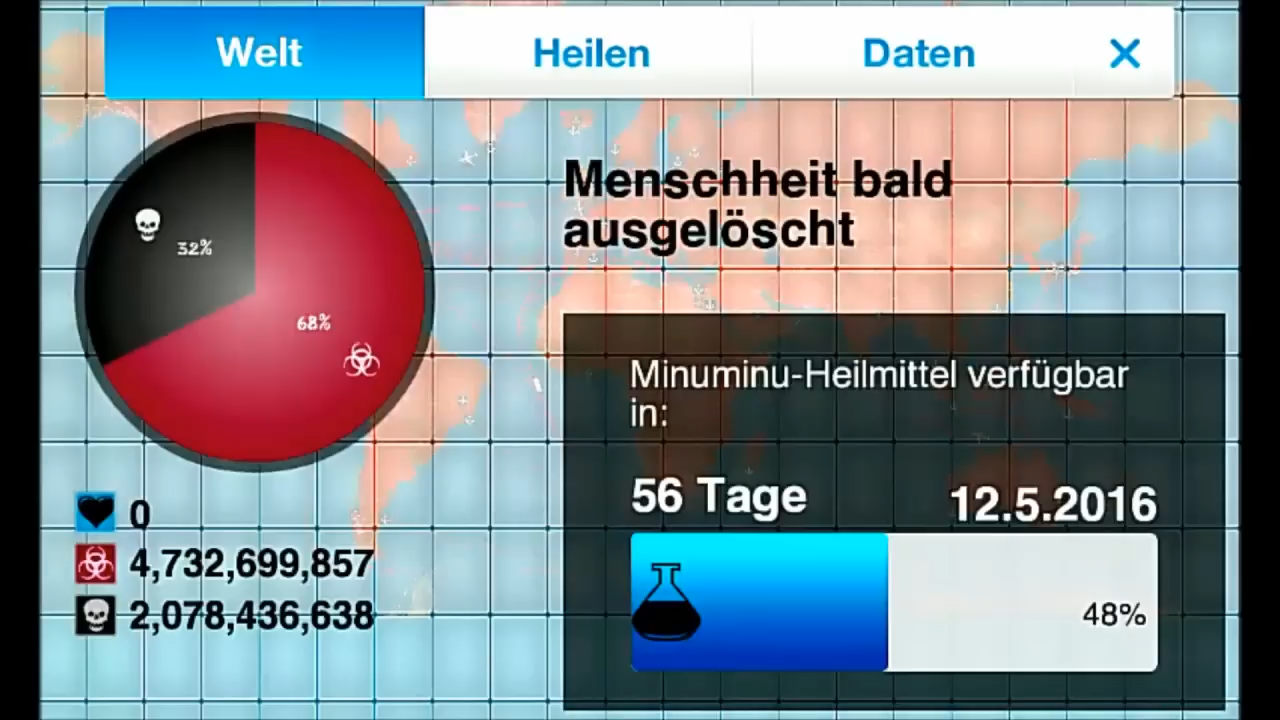 Welt
Heilen
Daten
32%
68%
0
4,732,699,857
2,078,436,638
Menschheit bald
ausgelöscht
Minuminu-Heilmittel verfügbar
in:
56 Tage
12.5.2016
48%